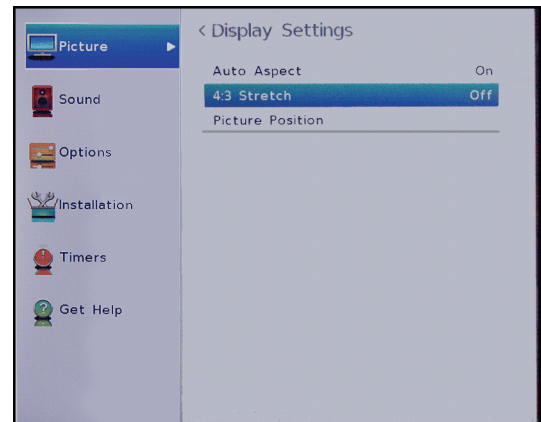 Picture
Sound
Options
Installation
Timers
Get Help
< Display Settings
Auto Aspect On
4:3 Stretch Off
Picture Position